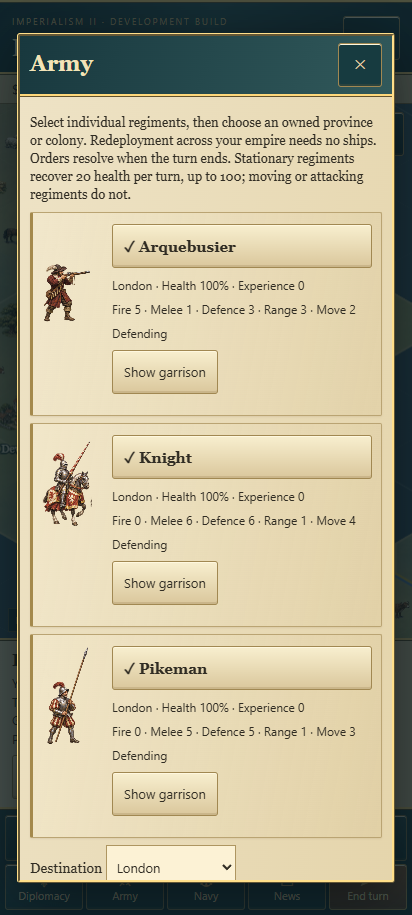 IMPERIALISM II · DEVELOPMENT BUILD
Army
×
Select individual regiments, then choose an owned province
or colony. Redeployment across your empire needs no ships.
Orders resolve when the turn ends. Stationary regiments
recover 20 health per turn, up to 100; moving or attacking
regiments do not.
✓ Arquebusier
London · Health 100% · Experience 0
Fire 5 · Melee 1 · Defence 3 · Range 3 · Move 2
Defending
Show garrison
✓ Knight
London · Health 100% · Experience 0
Fire 0 · Melee 6 · Defence 6 · Range 1 · Move 4
Defending
Show garrison
✓ Pikeman
London · Health 100% · Experience 0
Fire 0 · Melee 5 · Defence 5 · Range 1 · Move 3
Defending
Show garrison
Destination London
Diplomacy Army Navy News End turn